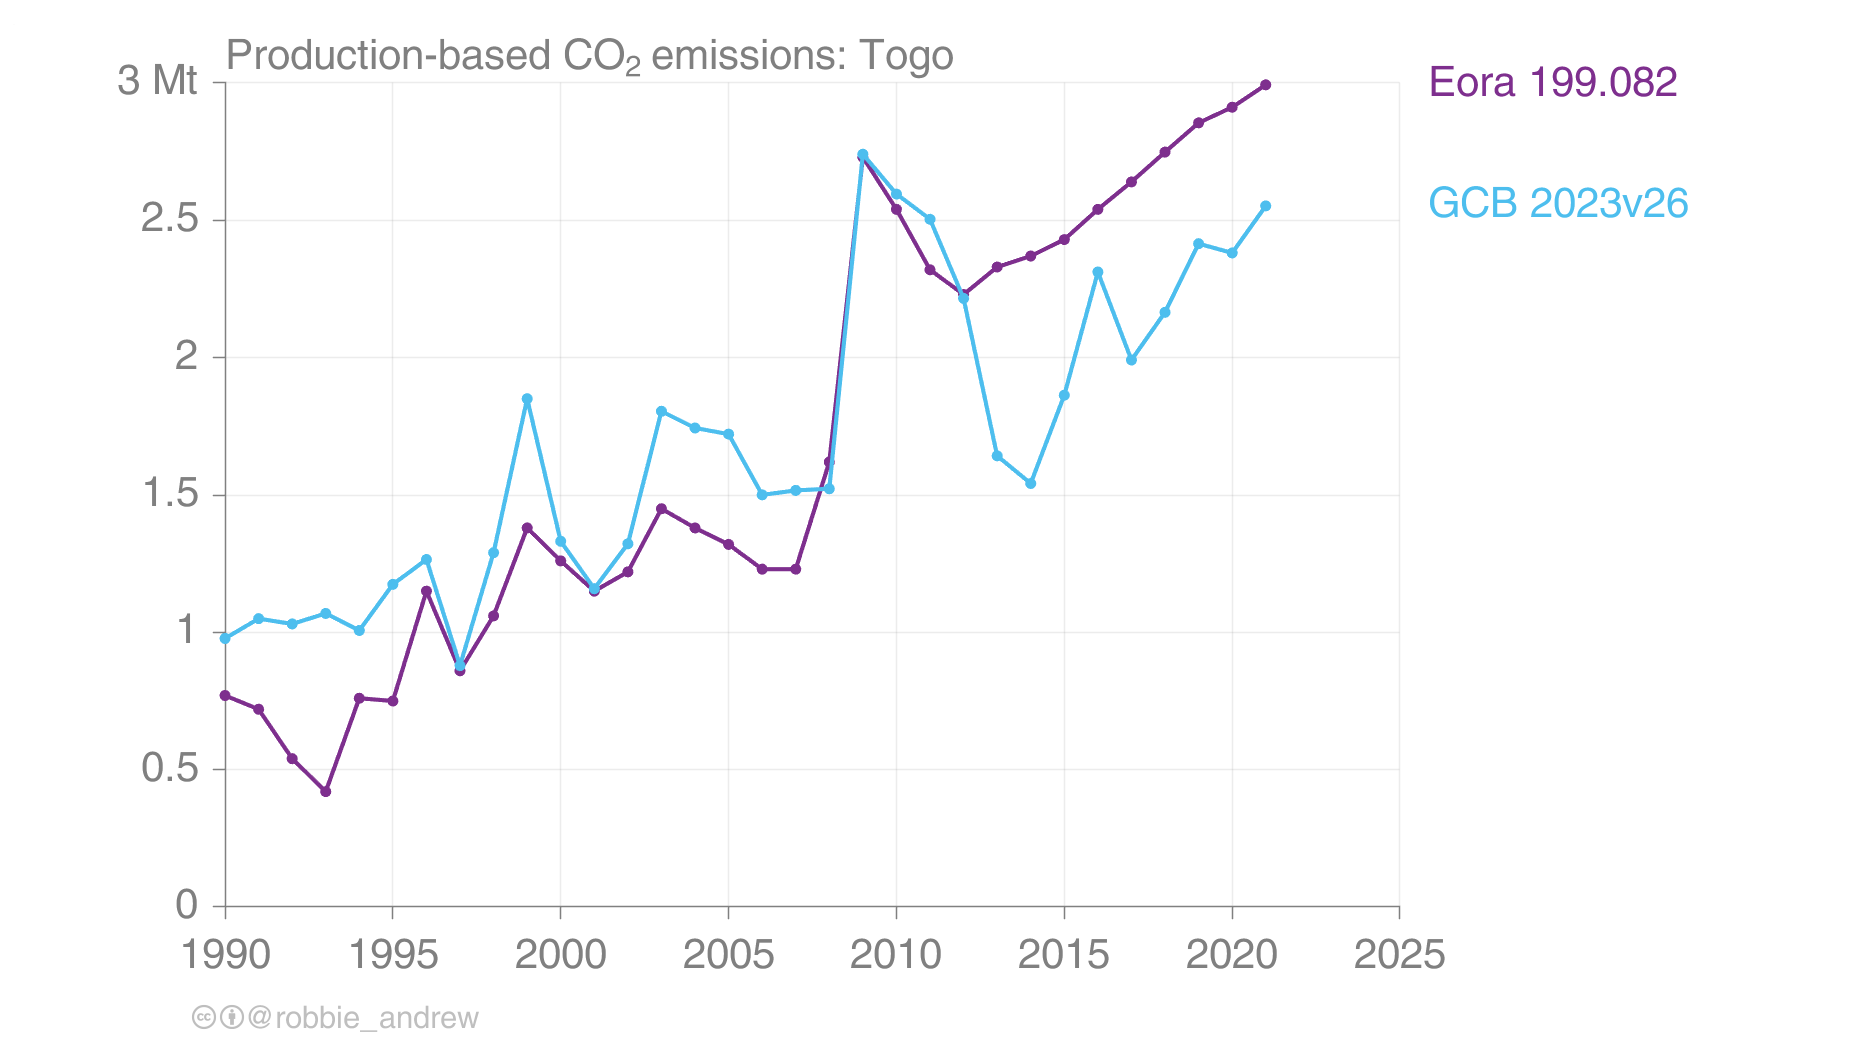 Production-based CO₂ emissions: Togo
3 Mt
2.5
2
1.5
1
0.5
0
1990 1995 2000 2005 2010 2015 2020 2025
Eora 199.082
GCB 2023v26
cc @robbie_andrew